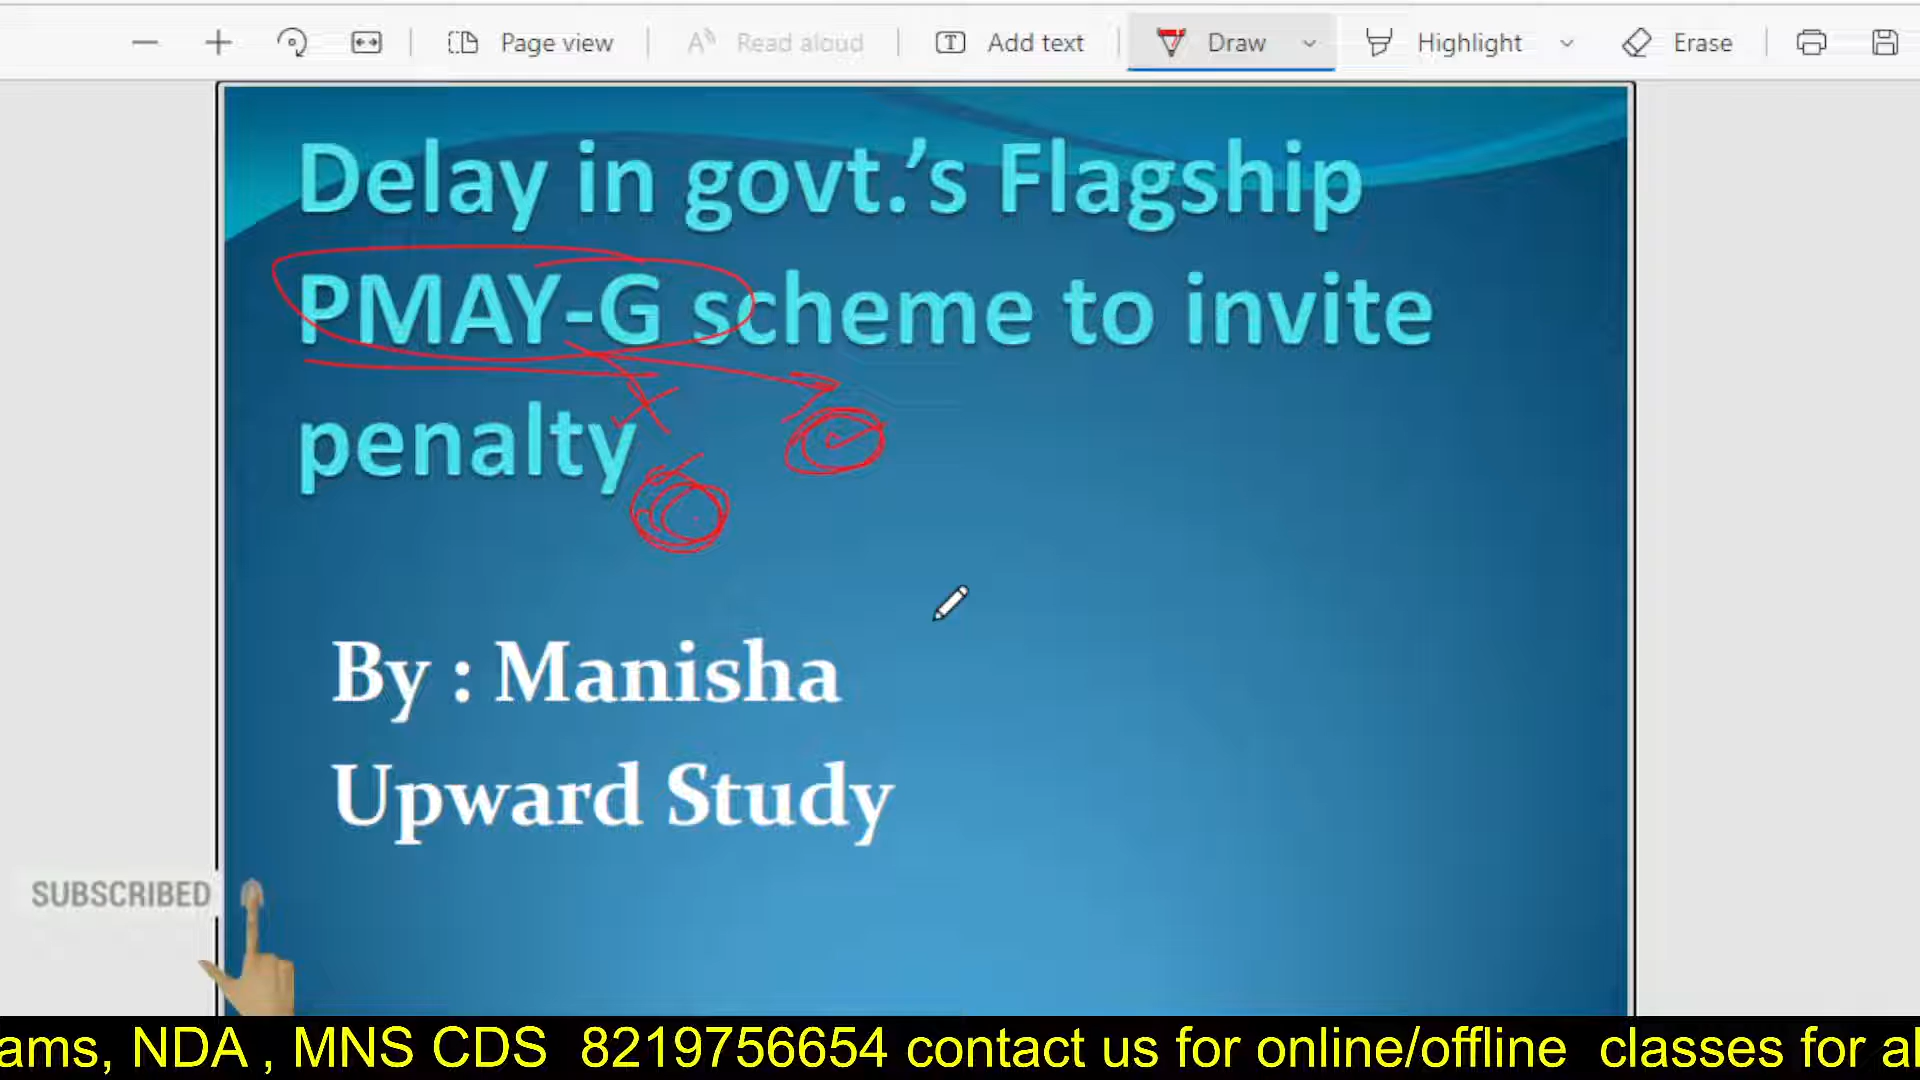 Page view
Read aloud
Add text
Draw
Highlight
Erase
Delay in govt.'s Flagship
PMAY-G scheme to invite
penalty
By : Manisha
Upward Study
SUBSCRIBED
ams, NDA , MNS CDS 8219756654 contact us for online/offline classes for al